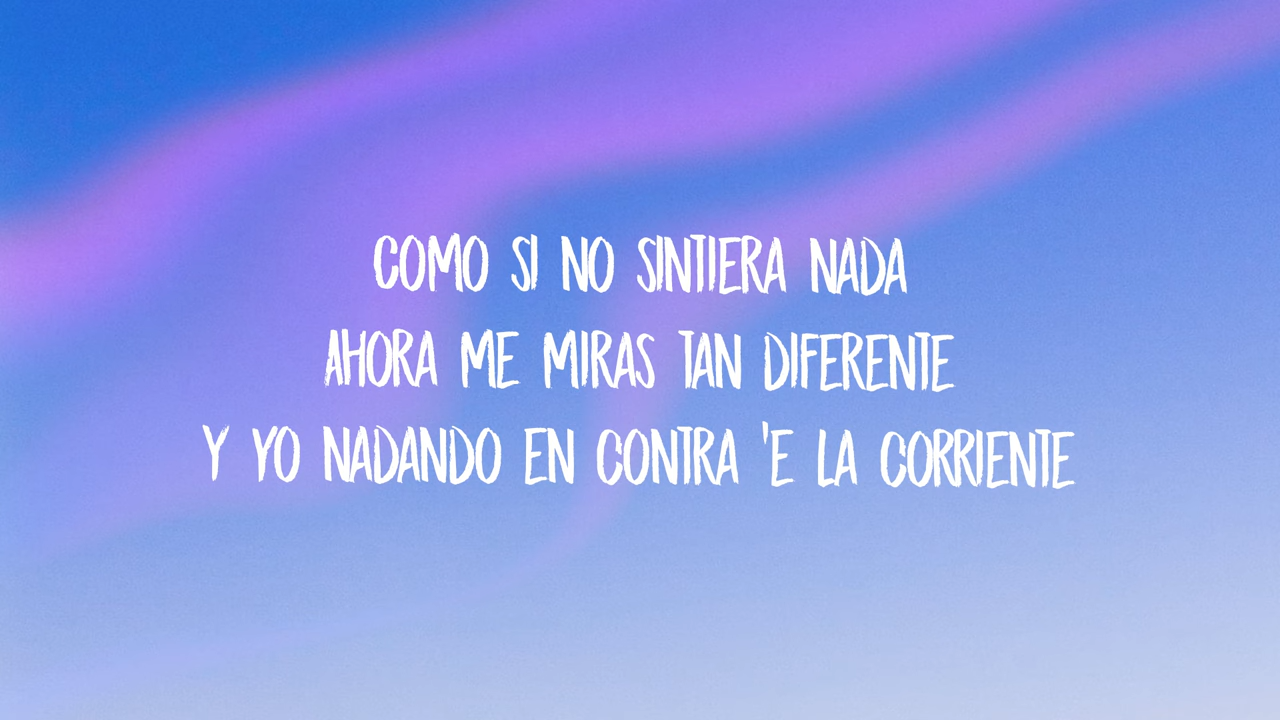 COMO SI NO SINTIERA NADA
AHORA ME MIRAS TAN DIFERENTE
Y YO NADANDO EN CONTRA 'E LA CORRIENTE